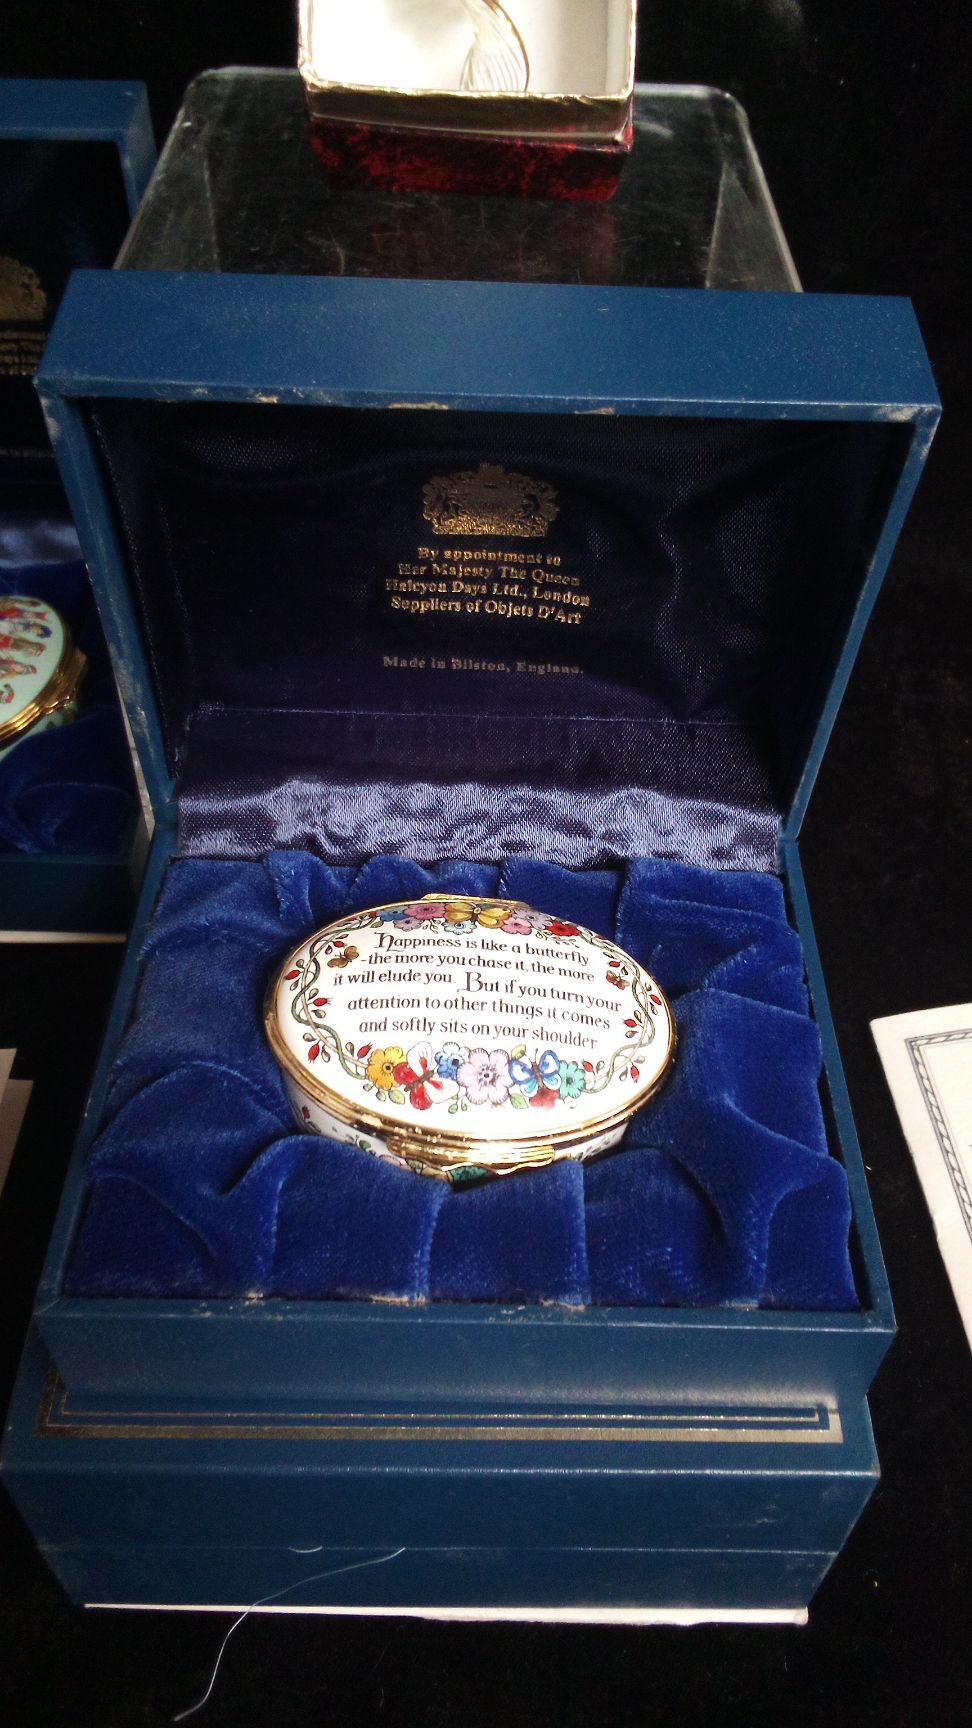 By appointment to
Her Majesty The Queen
Halcyon Days Ltd., London
Suppliers of Objets D'Art
Made in Bilston, England.
Happiness is like a butterfly
-the more you chase it, the more
it will elude you. But if you turn your
attention to other things it comes
and softly sits on your shoulder